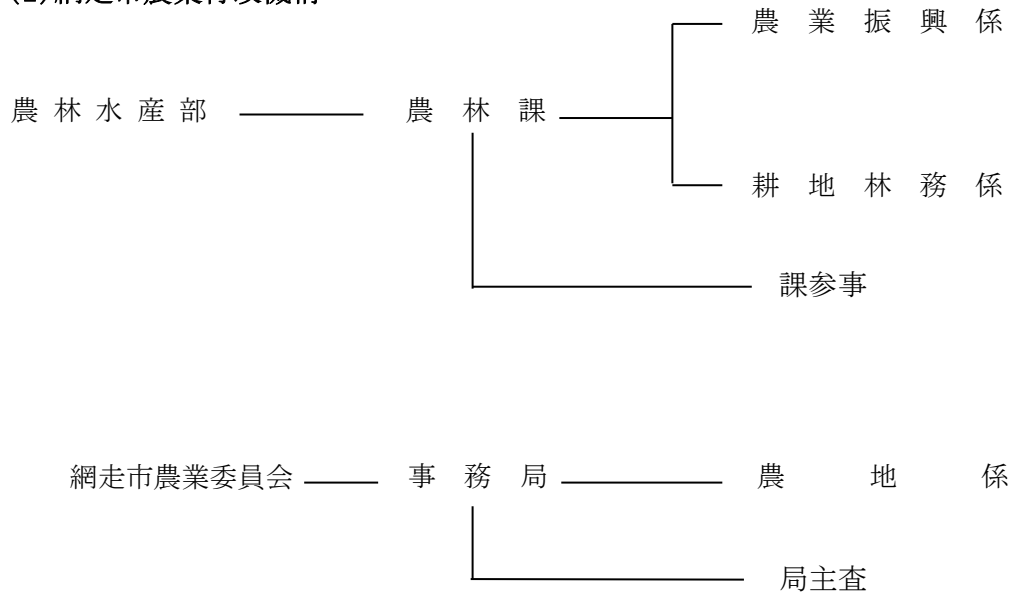 農業振興係
農林水産部 農林課
耕地林務係
課参事
網走市農業委員会 事務局 農地係
局主査